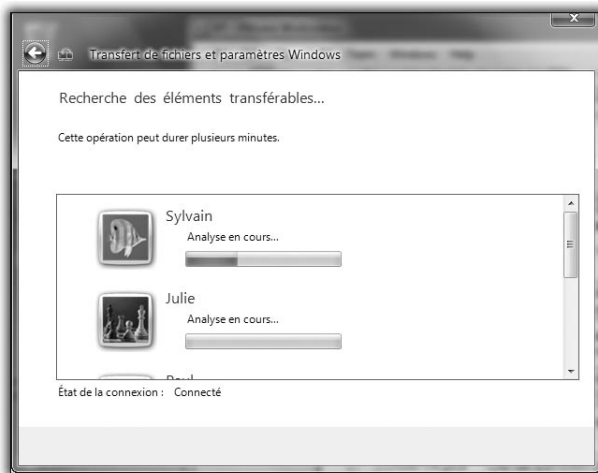 Transfert de fichiers et paramètres Windows
Recherche des éléments transférables...
Cette opération peut durer plusieurs minutes.
Sylvain
Analyse en cours...
Julie
Analyse en cours...
État de la connexion : Connecté